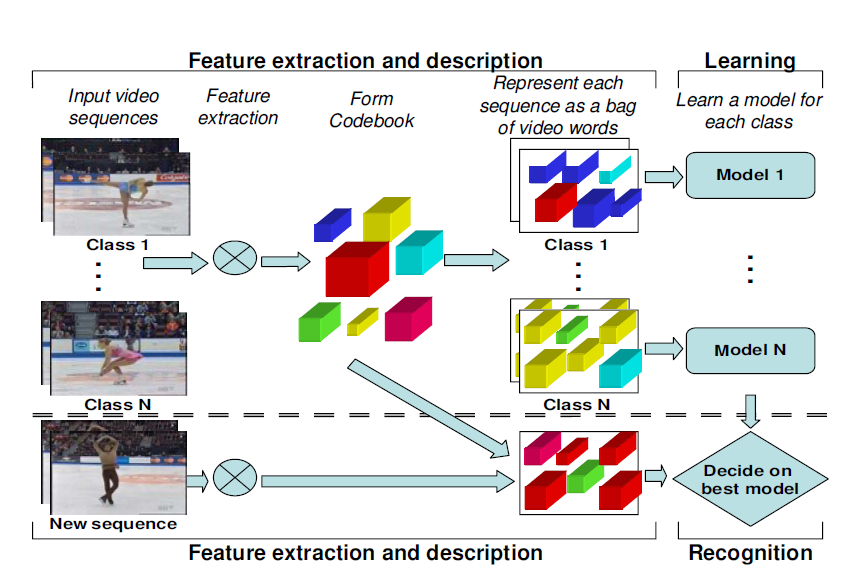 Feature extraction and description
Learning
Input video
sequences
Feature
extraction
Form
Codebook
Represent each
sequence as a bag
of video words
Learn a model for
each class
Class 1
Class 1
Model 1
Class N
Class N
Model N
New sequence
Decide on
best model
Feature extraction and description
Recognition